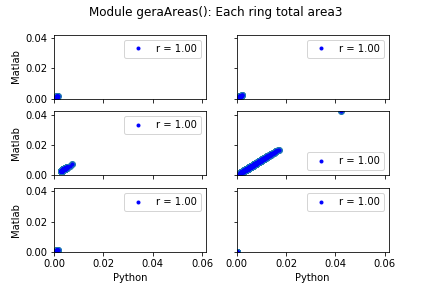 Module geraAreas(): Each ring total area3
Matlab
0.04
0.02
0.00
r = 1.00
r = 1.00
Matlab
0.04
0.02
0.00
r = 1.00
r = 1.00
Matlab
0.04
0.02
0.00
r = 1.00
r = 1.00
0.00 0.02 0.04 0.06
0.00 0.02 0.04 0.06
Python
Python